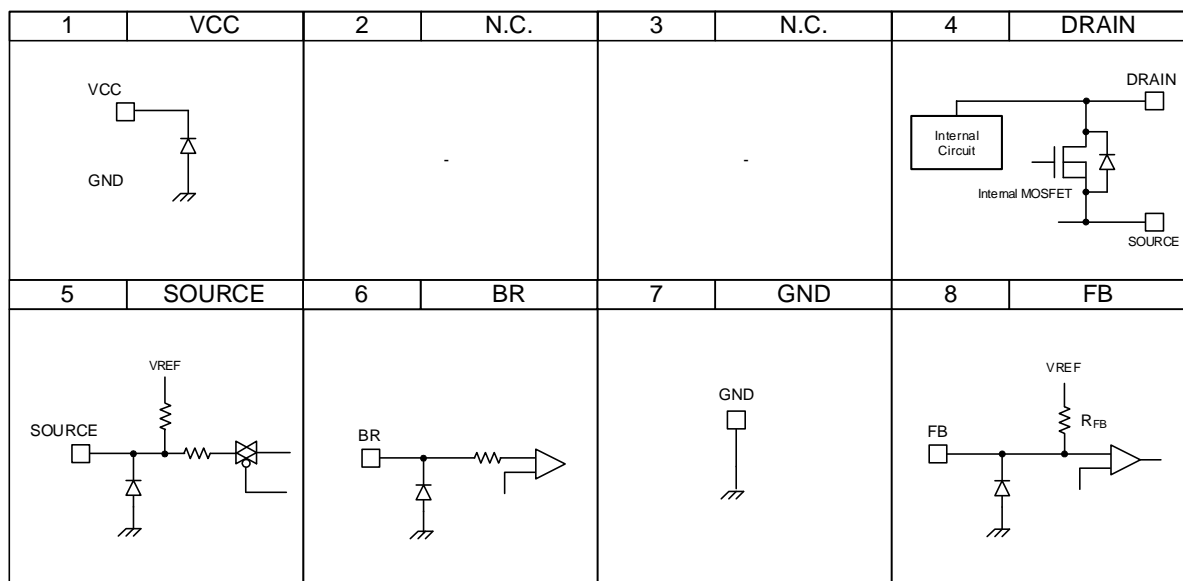 1 VCC 2 N.C. 3 N.C. 4 DRAIN
VCC
GND
-
-
DRAIN
Internal
Circuit
Internal MOSFET
SOURCE
5 SOURCE 6 BR 7 GND 8 FB
VREF
SOURCE
BR
GND
VREF
RFB
FB